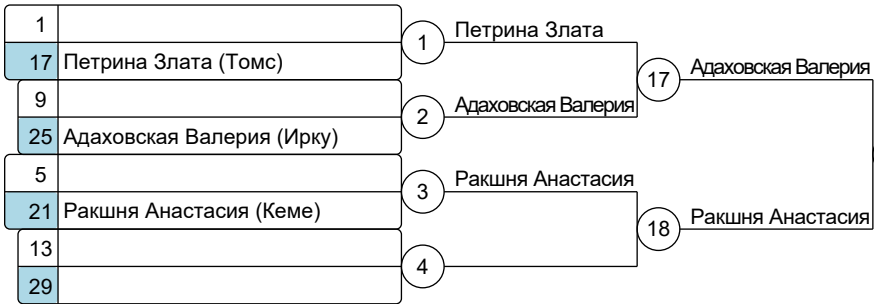 1
Петрина Злата
17 Петрина Злата (Томс)
1
Адаховская Валерия
9
17
Адаховская Валерия
25 Адаховская Валерия (Ирку)
2
5
Ракшня Анастасия
21 Ракшня Анастасия (Кеме)
3
Ракшня Анастасия
13
18
29
4